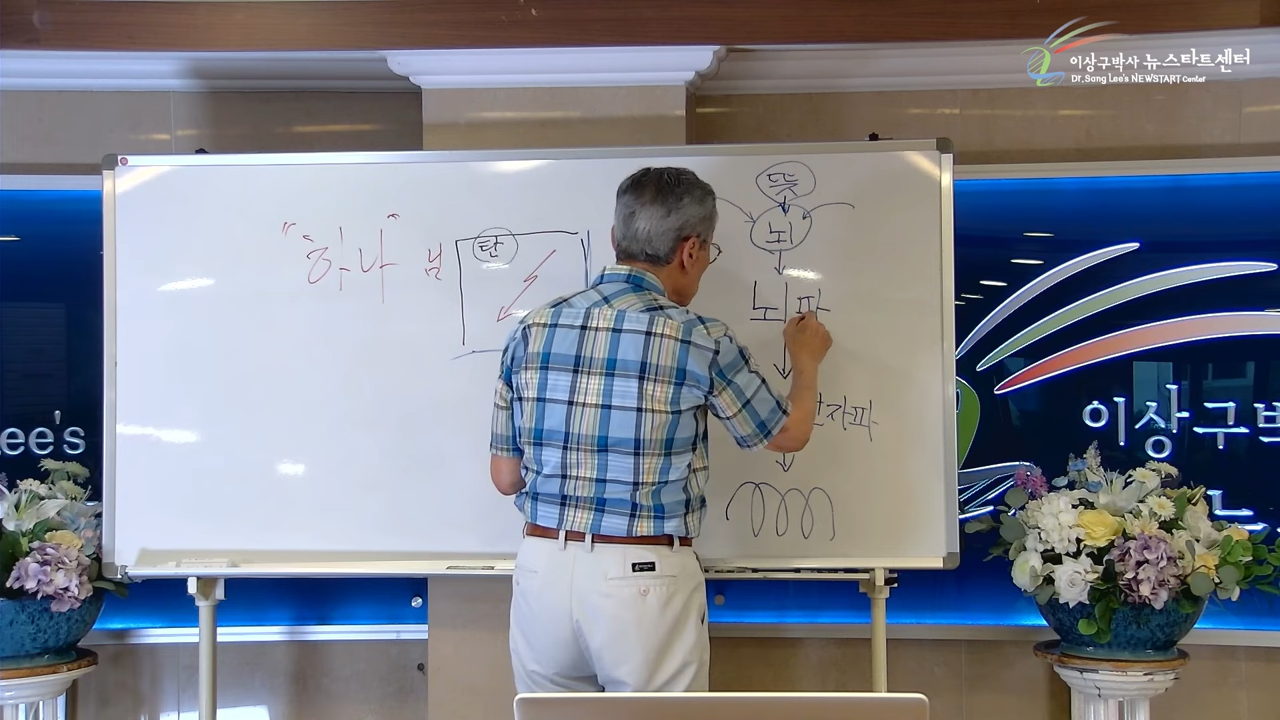 이상구박사 뉴스타트센터
Dr. Sang Lee's NEWSTART Center
뜻
"하나"님
탄
뇌
뇌파
전자파
ee's
이상구박